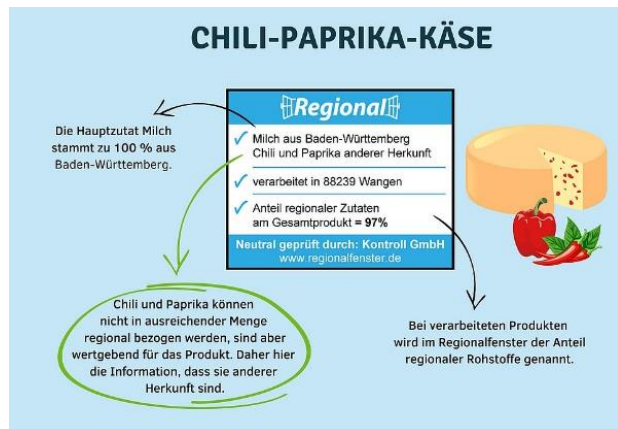 CHILI-PAPRIKA-KÄSE
Regional
Die Hauptzutat Milch
stammt zu 100 % aus
Baden-Württemberg.
Milch aus Baden-Württemberg
Chili und Paprika anderer Herkunft
verarbeitet in 88239 Wangen
Anteil regionaler Zutaten
am Gesamtprodukt = 97%
Neutral geprüft durch: Kontroll GmbH
www.regionalfenster.de
Chili und Paprika können
nicht in ausreichender Menge
regional bezogen werden, sind aber
wertgebend für das Produkt. Daher hier
die Information, dass sie anderer
Herkunft sind.
Bei verarbeiteten Produkten
wird im Regionalfenster der Anteil
regionaler Rohstoffe genannt.